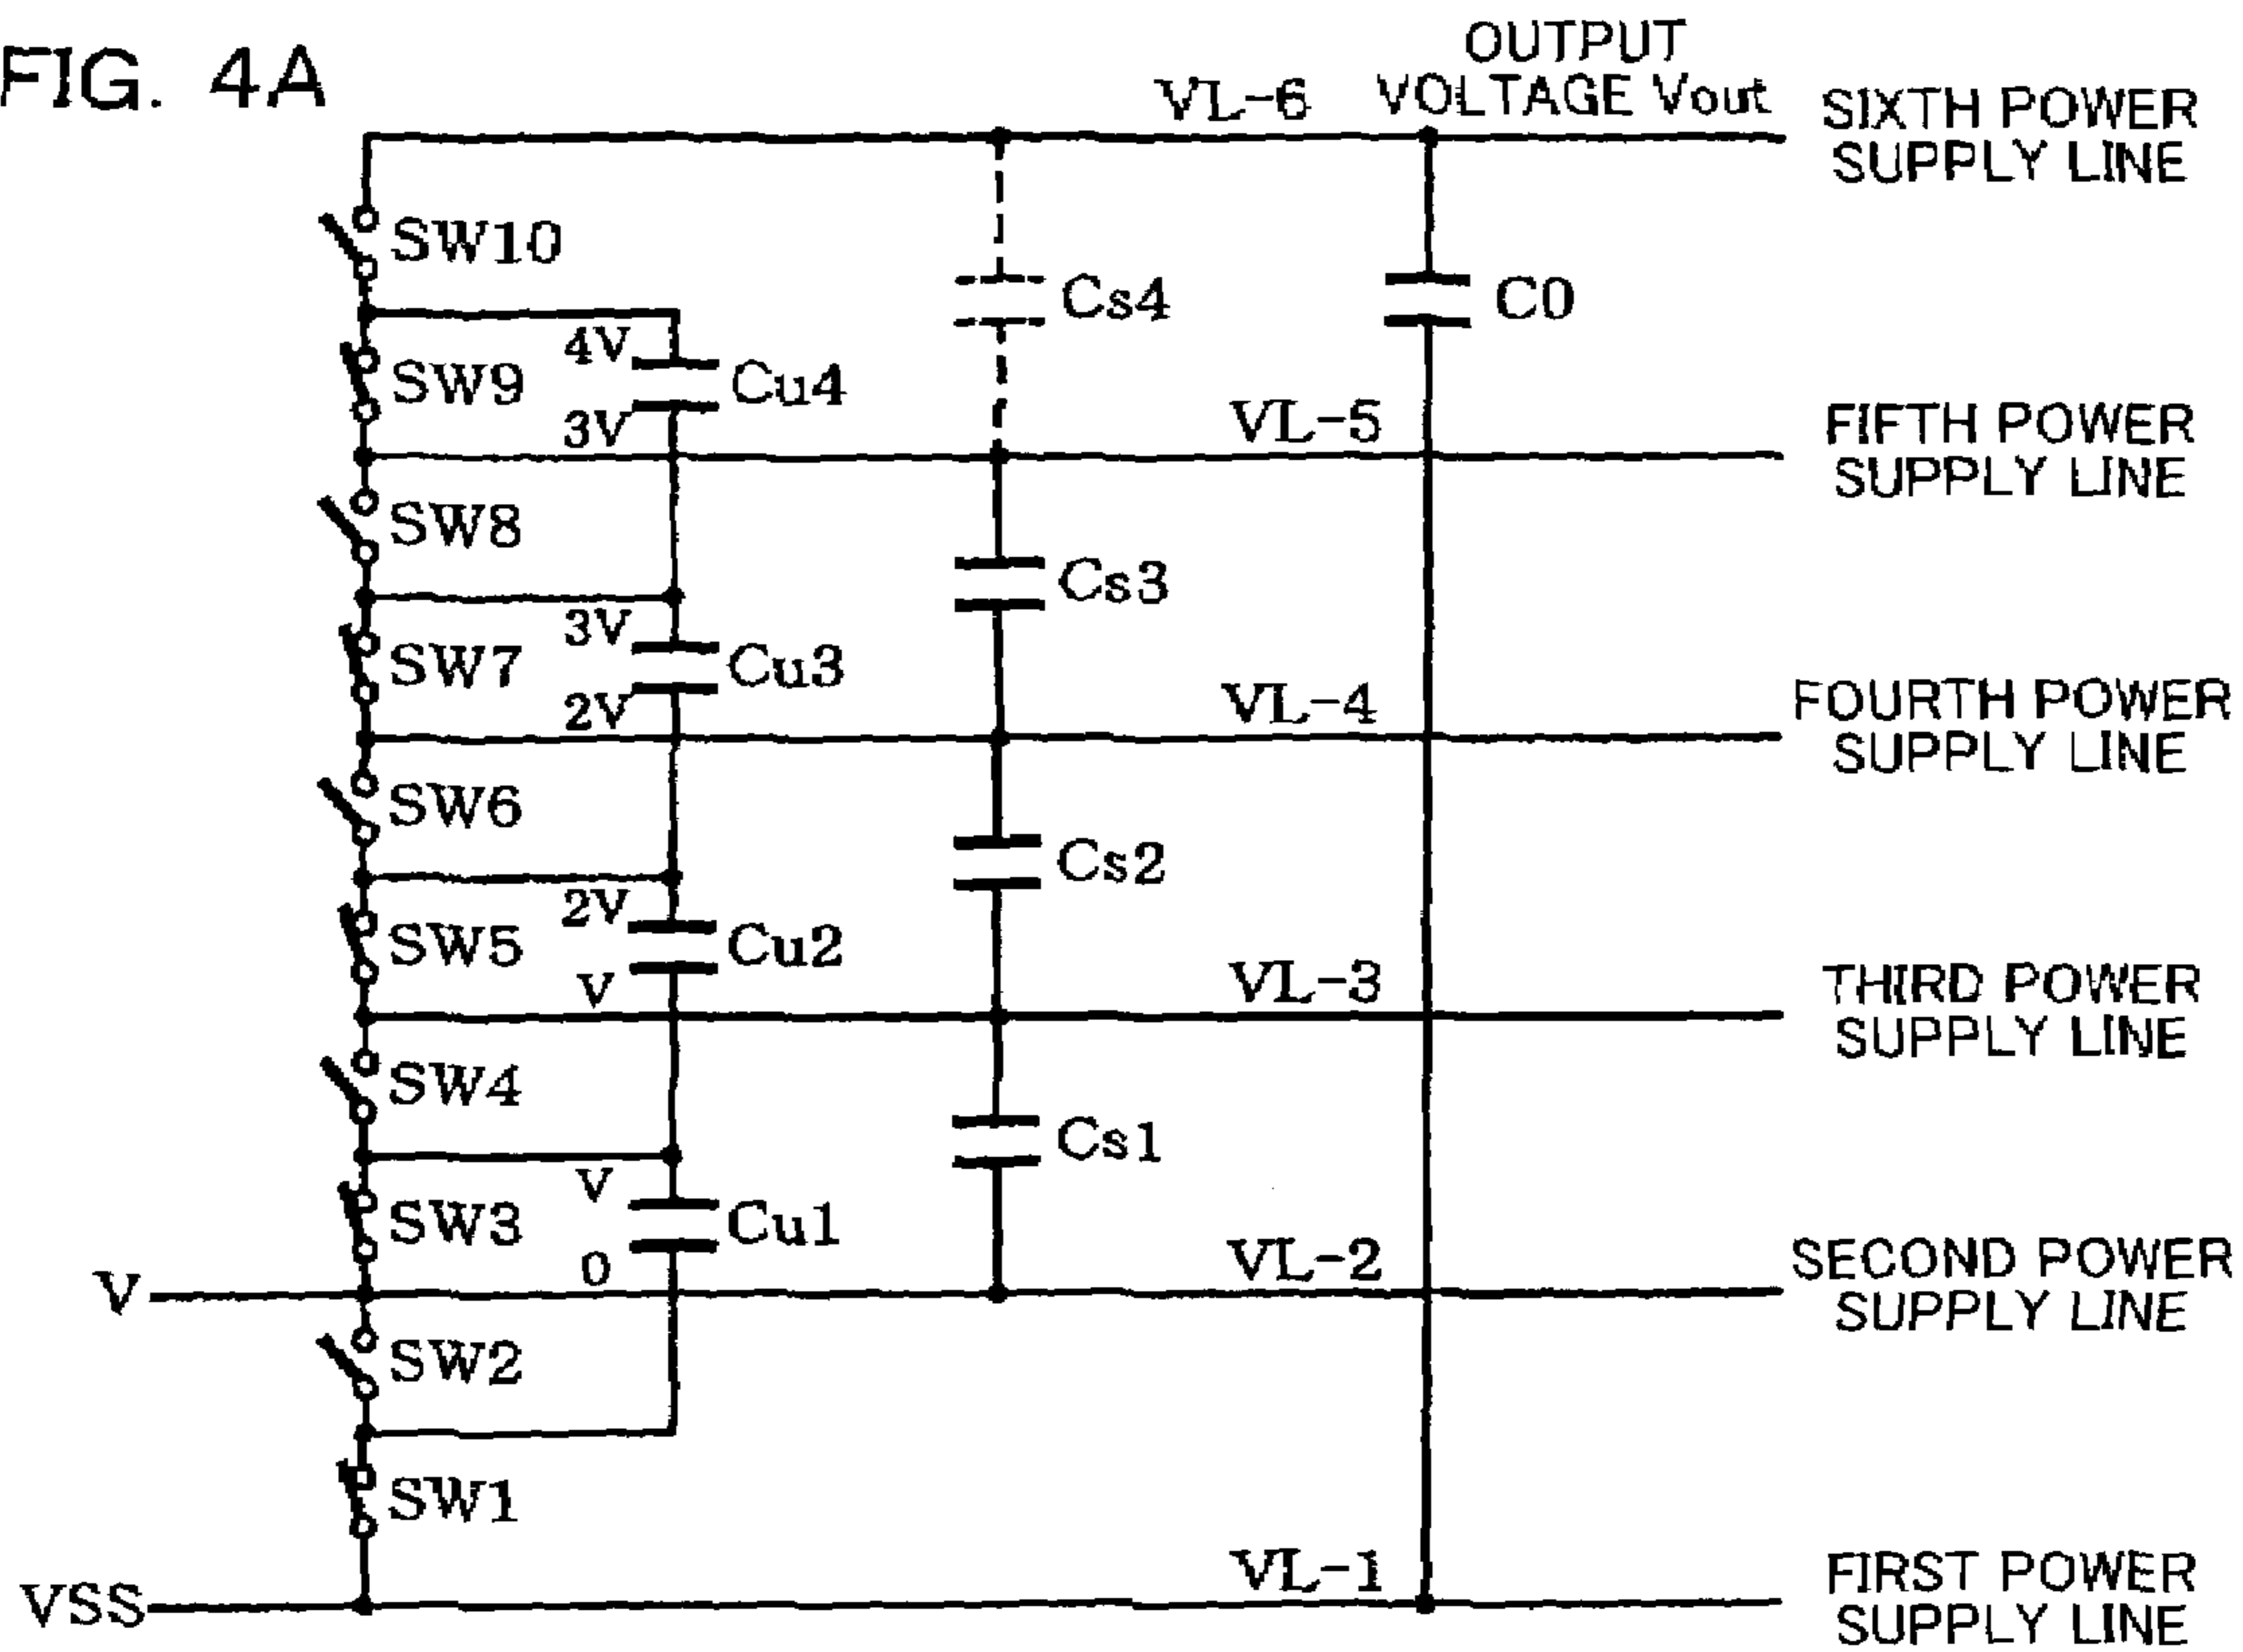 FIG. 4A
OUTPUT
VOLTAGE Vout
VL-6
SIXTH POWER
SUPPLY LINE
SW10
4V
Cs4
C0
SW9
Cu4
3V
VL-5
FIFTH POWER
SUPPLY LINE
SW8
Cs3
3V
SW7
Cu3
2V
VL-4
FOURTH POWER
SUPPLY LINE
SW6
Cs2
2V
SW5
Cu2
V
VL-3
THIRD POWER
SUPPLY LINE
SW4
Cs1
V
SW3
Cu1
0
VL-2
SECOND POWER
SUPPLY LINE
V
SW2
SW1
VSS
VL-1
FIRST POWER
SUPPLY LINE